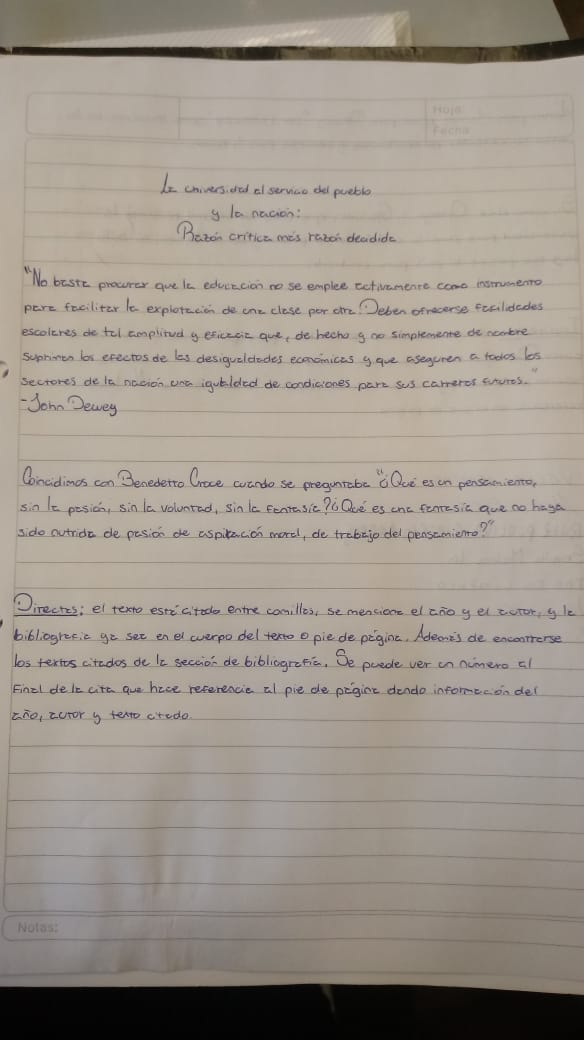 Hoja:
Fecha
La universidad al servicio del pueblo
y la nación:
Razón crítica más razón decidida
"No basta procurar que la educación no se emplee activamente como instrumento
para facilitar la explotación de una clase por otra. Deben ofrecerse facilidades
escolares de tal amplitud y eficacia que, de hecho y no simplemente de nombre
suprimen los efectos de las desigualdades económicas y que aseguren a todos los
sectores de la nación una igualdad de condiciones para sus carreras futuras."
-John Dewey
Coincidimos con Benedetto Croce cuando se preguntaba "¿Qué es un pensamiento,
sin la pasión, sin la voluntad, sin la fantasía? ¿Qué es una fantasía que no haya
sido nutrida de pasión de aspiración moral, de trabajo del pensamiento?"
Directas: el texto está citado entre comillas, se menciona el año y el autor, y la
bibliografía ya sea en el cuerpo del texto o pie de página. Además de encontrarse
los textos citados de la sección de bibliografía. Se puede ver un número al
final de la cita que hace referencia al pie de página dando información del
año, autor y texto citado.
Notas: